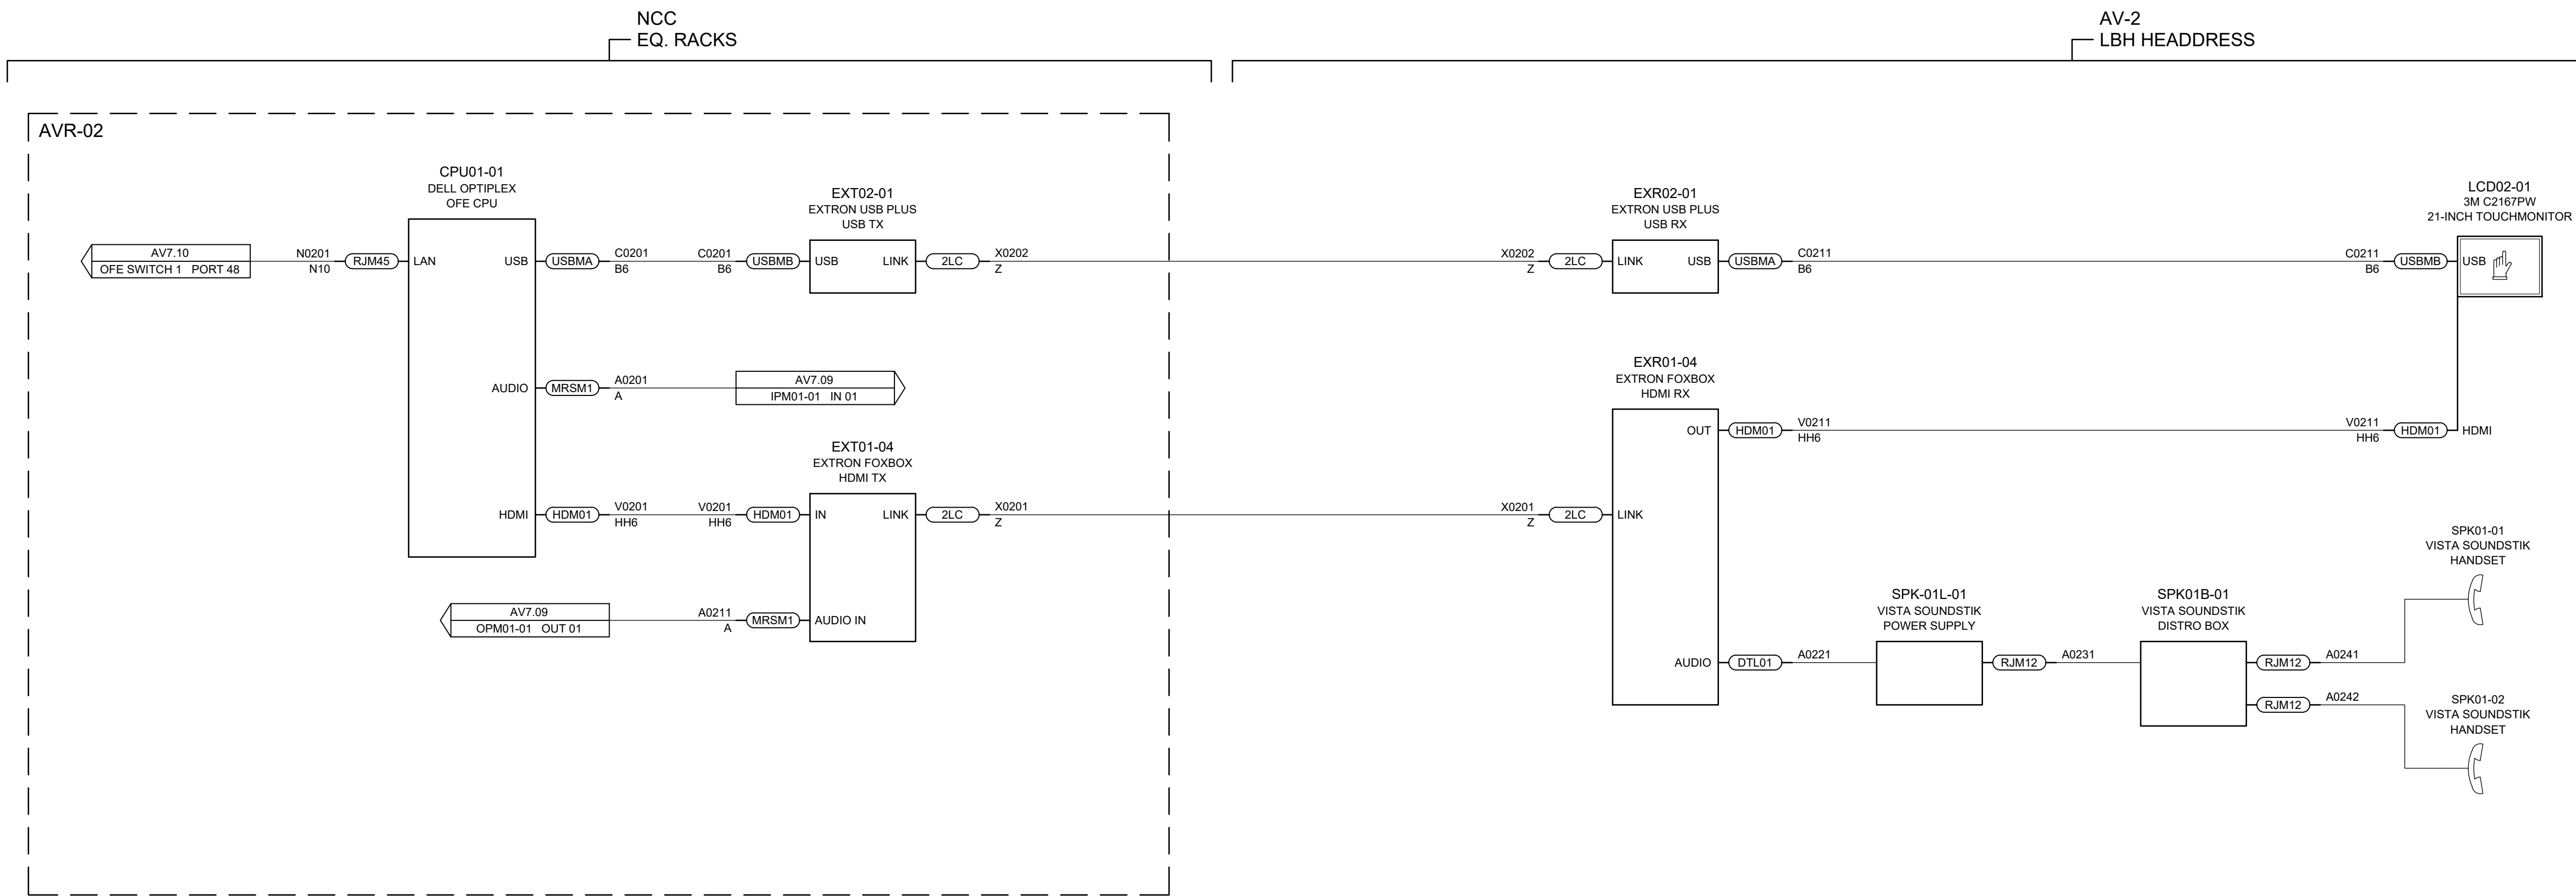 NCC
EQ. RACKS
AV-2
LBH HEADDRESS
AVR-02
CPU01-01
DELL OPTIPLEX
OFE CPU
AV7.10
OFE SWITCH 1 PORT 48
N0201
N10
RJM45
LAN
USB
USBMA
C0201
B6
EXT02-01
EXTRON USB PLUS
USB TX
C0201
B6
USBMB
USB
LINK
2LC
X0202
Z
AUDIO
MRSM1
A0201
A
AV7.09
IPM01-01 IN 01
EXT01-04
EXTRON FOXBOX
HDMI TX
HDMI
HDM01
V0201
HH6
V0201
HH6
HDM01
IN
LINK
2LC
X0201
Z
AV7.09
OPM01-01 OUT 01
A0211
A
MRSM1
AUDIO IN
EXR02-01
EXTRON USB PLUS
USB RX
X0202
Z
2LC
LINK
USB
USBMA
C0211
B6
LCD02-01
3M C2167PW
21-INCH TOUCHMONITOR
C0211
B6
USBMB
USB
EXR01-04
EXTRON FOXBOX
HDMI RX
OUT
HDM01
V0211
HH6
V0211
HH6
HDM01
HDMI
X0201
Z
2LC
LINK
AUDIO
DTL01
A0221
SPK-01L-01
VISTA SOUNDSTIK
POWER SUPPLY
RJM12
A0231
SPK01B-01
VISTA SOUNDSTIK
DISTRO BOX
RJM12
A0241
RJM12
A0242
SPK01-01
VISTA SOUNDSTIK
HANDSET
SPK01-02
VISTA SOUNDSTIK
HANDSET